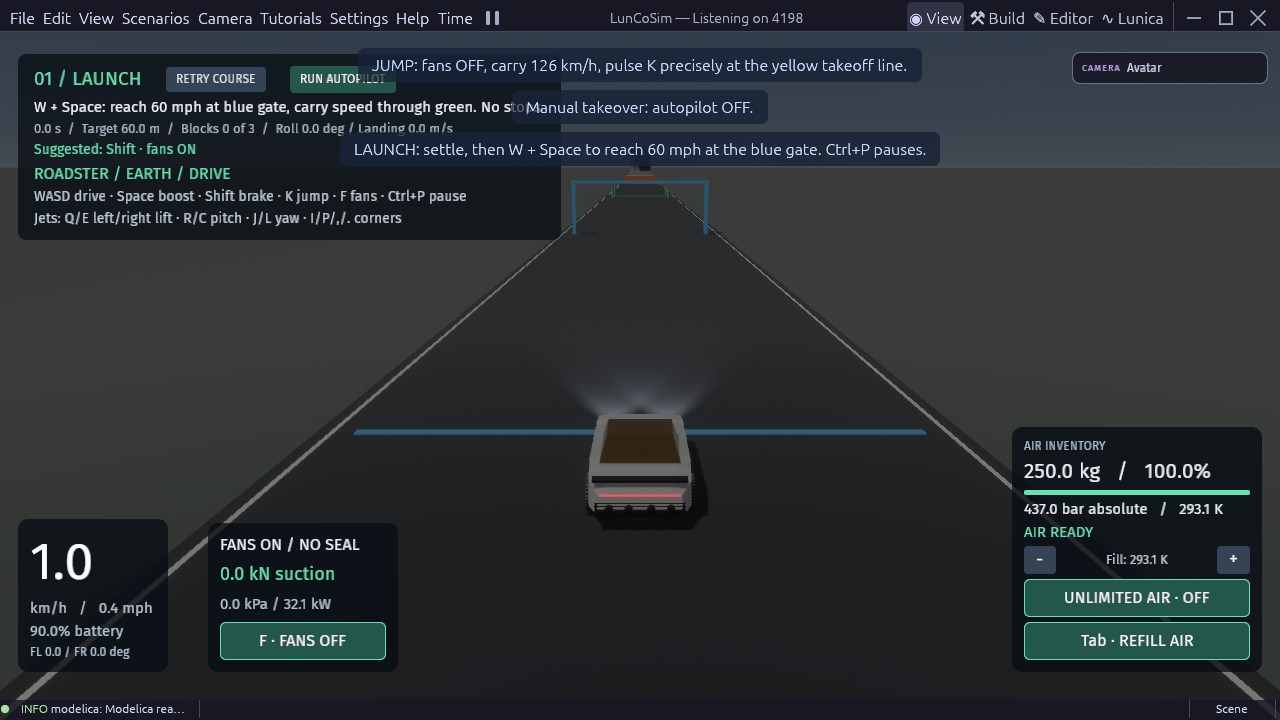 File Edit View Scenarios Camera Tutorials Settings Help Time
LunCoSim — Listening on 4198
View Build Editor Lunica
JUMP: fans OFF, carry 126 km/h, pulse K precisely at the yellow takeoff line.
Manual takeover: autopilot OFF.
LAUNCH: settle, then W + Space to reach 60 mph at the blue gate. Ctrl+P pauses.
CAMERA Avatar
01 / LAUNCH
RETRY COURSE
RUN AUTOPILOT
W + Space: reach 60 mph at blue gate, carry speed through green. No
0.0 s / Target 60.0 m / Blocks 0 of 3 / Roll 0.0 deg / Landing 0.0 m/s
Suggested: Shift · fans ON
ROADSTER / EARTH / DRIVE
WASD drive · Space boost · Shift brake · K jump · F fans · Ctrl+P pause
Jets: Q/E left/right lift · R/C pitch · J/L yaw · I/P/,/. corners
1.0
km/h / 0.4 mph
90.0% battery
FL 0.0 / FR 0.0 deg
FANS ON / NO SEAL
0.0 kN suction
0.0 kPa / 32.1 kW
F · FANS OFF
AIR INVENTORY
250.0 kg / 100.0%
437.0 bar absolute / 293.1 K
AIR READY
- Fill: 293.1 K +
UNLIMITED AIR · OFF
Tab · REFILL AIR
INFO modelica: Modelica rea...
Scene